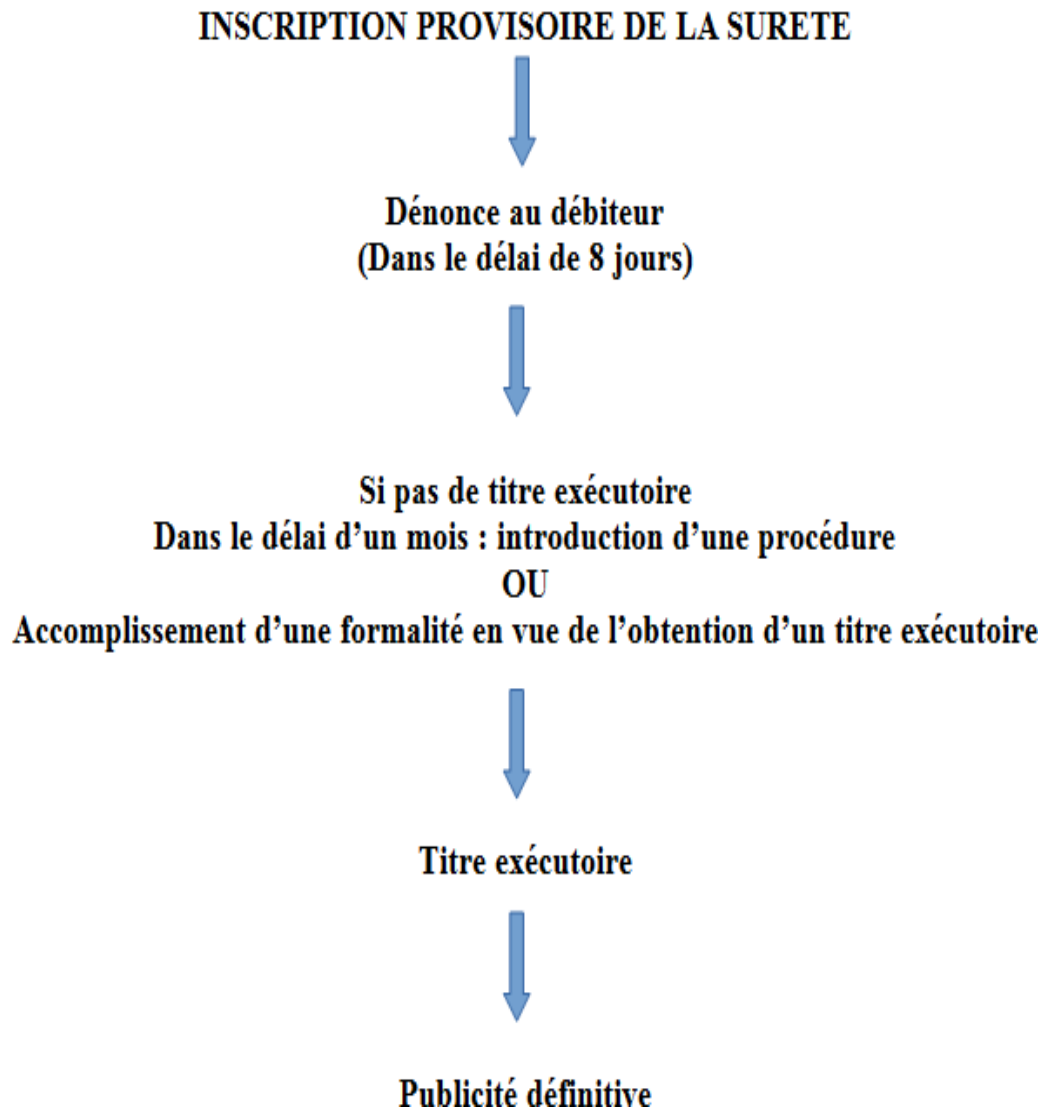 INSCRIPTION PROVISOIRE DE LA SURETE
Dénonce au débiteur
(Dans le délai de 8 jours)
Si pas de titre exécutoire
Dans le délai d’un mois : introduction d’une procédure
OU
Accomplissement d’une formalité en vue de l’obtention d’un titre exécutoire
Titre exécutoire
Publicité définitive